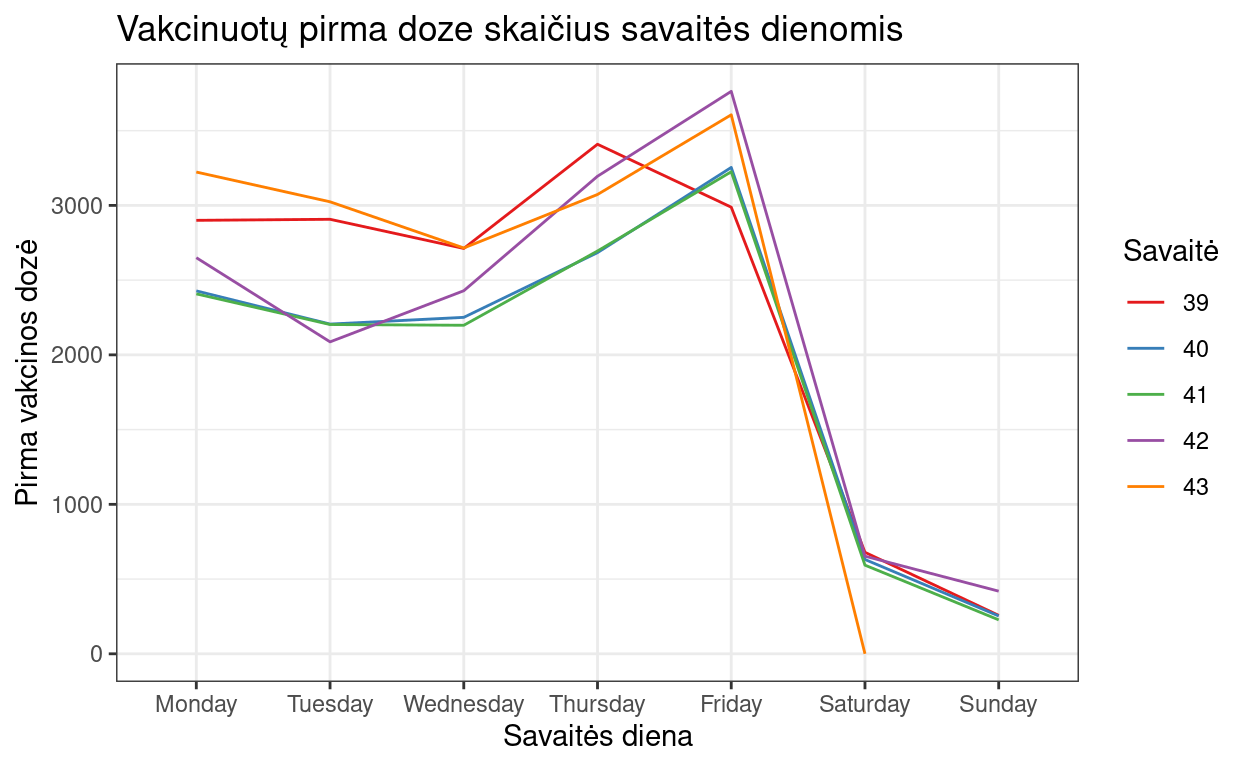 Vakcinuotų pirma doze skaičius savaitės dienomis
Pirma vakcinos dozė
3000
2000
1000
0
Monday Tuesday Wednesday Thursday Friday Saturday Sunday
Savaitės diena
Savaitė
39
40
41
42
43